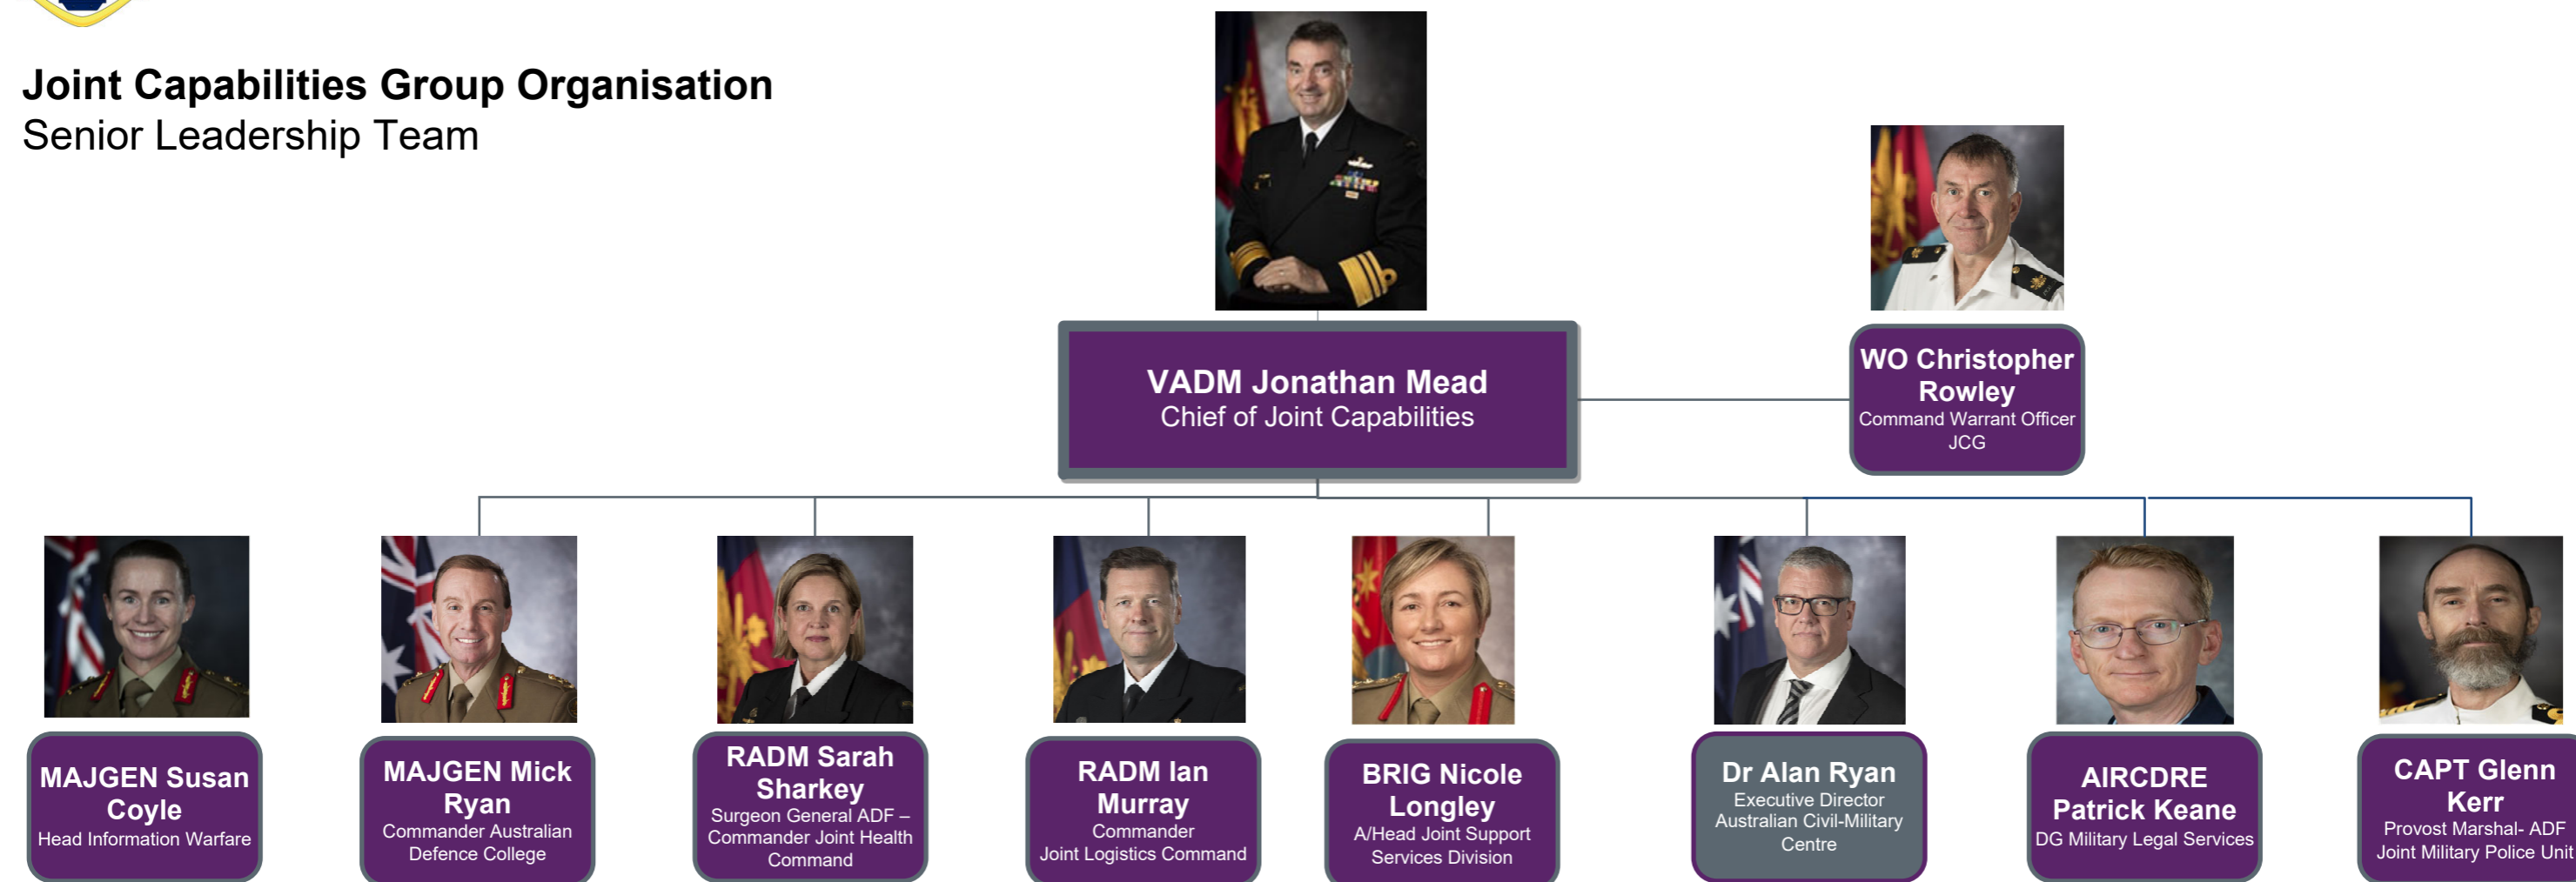 Joint Capabilities Group Organisation
Senior Leadership Team
VADM Jonathan Mead
Chief of Joint Capabilities
WO Christopher
Rowley
Command Warrant Officer
JCG
MAJGEN Susan
Coyle
Head Information Warfare
MAJGEN Mick
Ryan
Commander Australian
Defence College
RADM Sarah
Sharkey
Surgeon General ADF –
Commander Joint Health
Command
RADM Ian
Murray
Commander
Joint Logistics Command
BRIG Nicole
Longley
A/Head Joint Support
Services Division
Dr Alan Ryan
Executive Director
Australian Civil-Military
Centre
AIRCDRE
Patrick Keane
DG Military Legal Services
CAPT Glenn
Kerr
Provost Marshal- ADF
Joint Military Police Unit